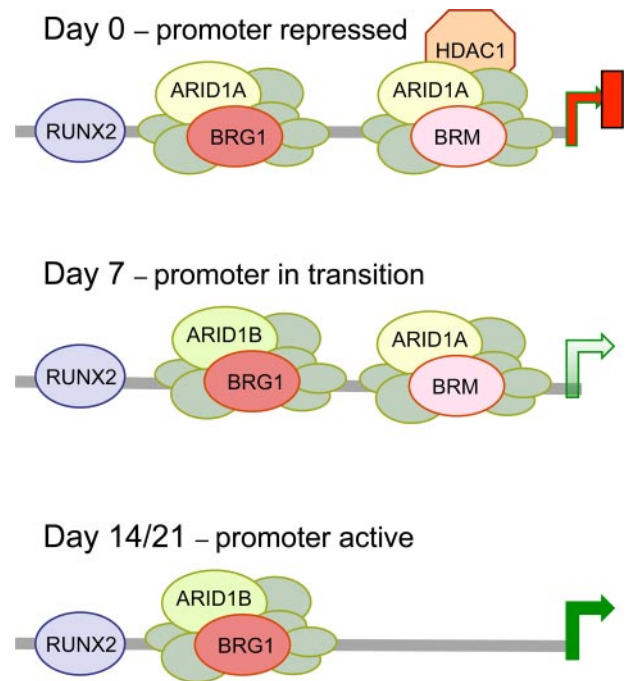 Day 0 – promoter repressed
HDAC1
ARID1A
ARID1A
RUNX2
BRG1
BRM
Day 7 – promoter in transition
ARID1B
ARID1A
RUNX2
BRG1
BRM
Day 14/21 – promoter active
ARID1B
RUNX2
BRG1